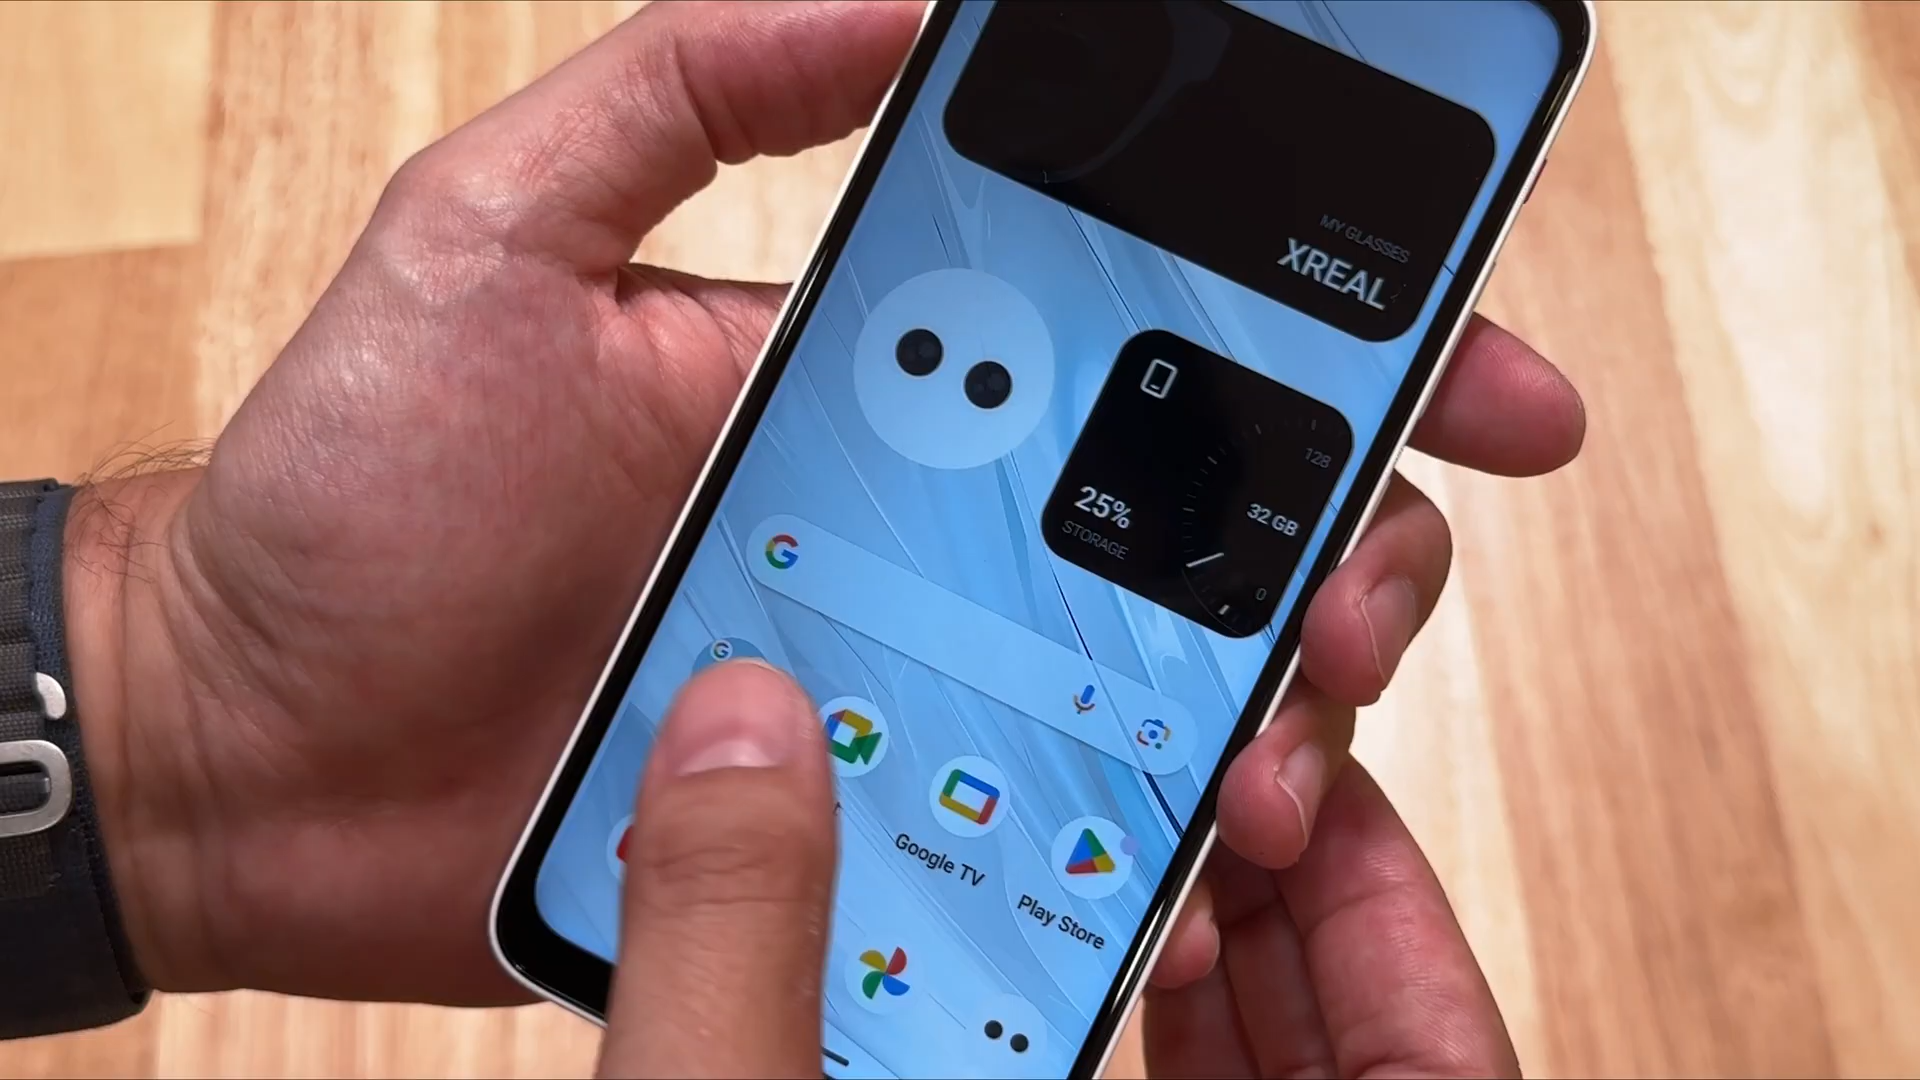 MY GLASSES
XREAL
128
25%
32 GB
STORAGE
0
Google TV
Play Store